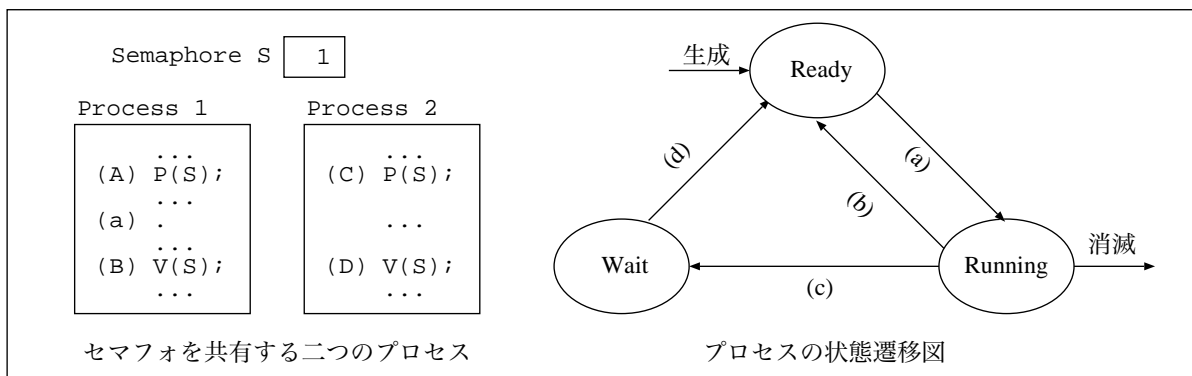 Semaphore S 1
Process 1
...
(A) P(S);
...
(a) .
...
(B) V(S);
...
Process 2
...
(C) P(S);
...
(D) V(S);
...
セマフォを共有する二つのプロセス
生成
Ready
(a)
(b)
(d)
Wait
(c)
Running
消滅
プロセスの状態遷移図